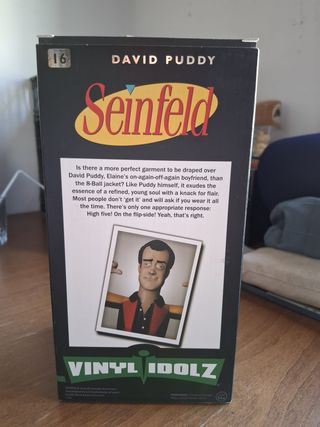 16
DAVID PUDDY
Seinfeld
Is there a more perfect garment to be draped over
David Puddy, Elaine's on-again-off-again boyfriend, than
the 8-Ball jacket? Like Puddy himself, it exudes the
essence of a refined, young soul with a knack for flair.
Most people don't 'get it' and will ask if you wear it all
the time. There's only one appropriate response:
High five! On the flip-side! Yeah, that's right.
VINYL IDOLZ